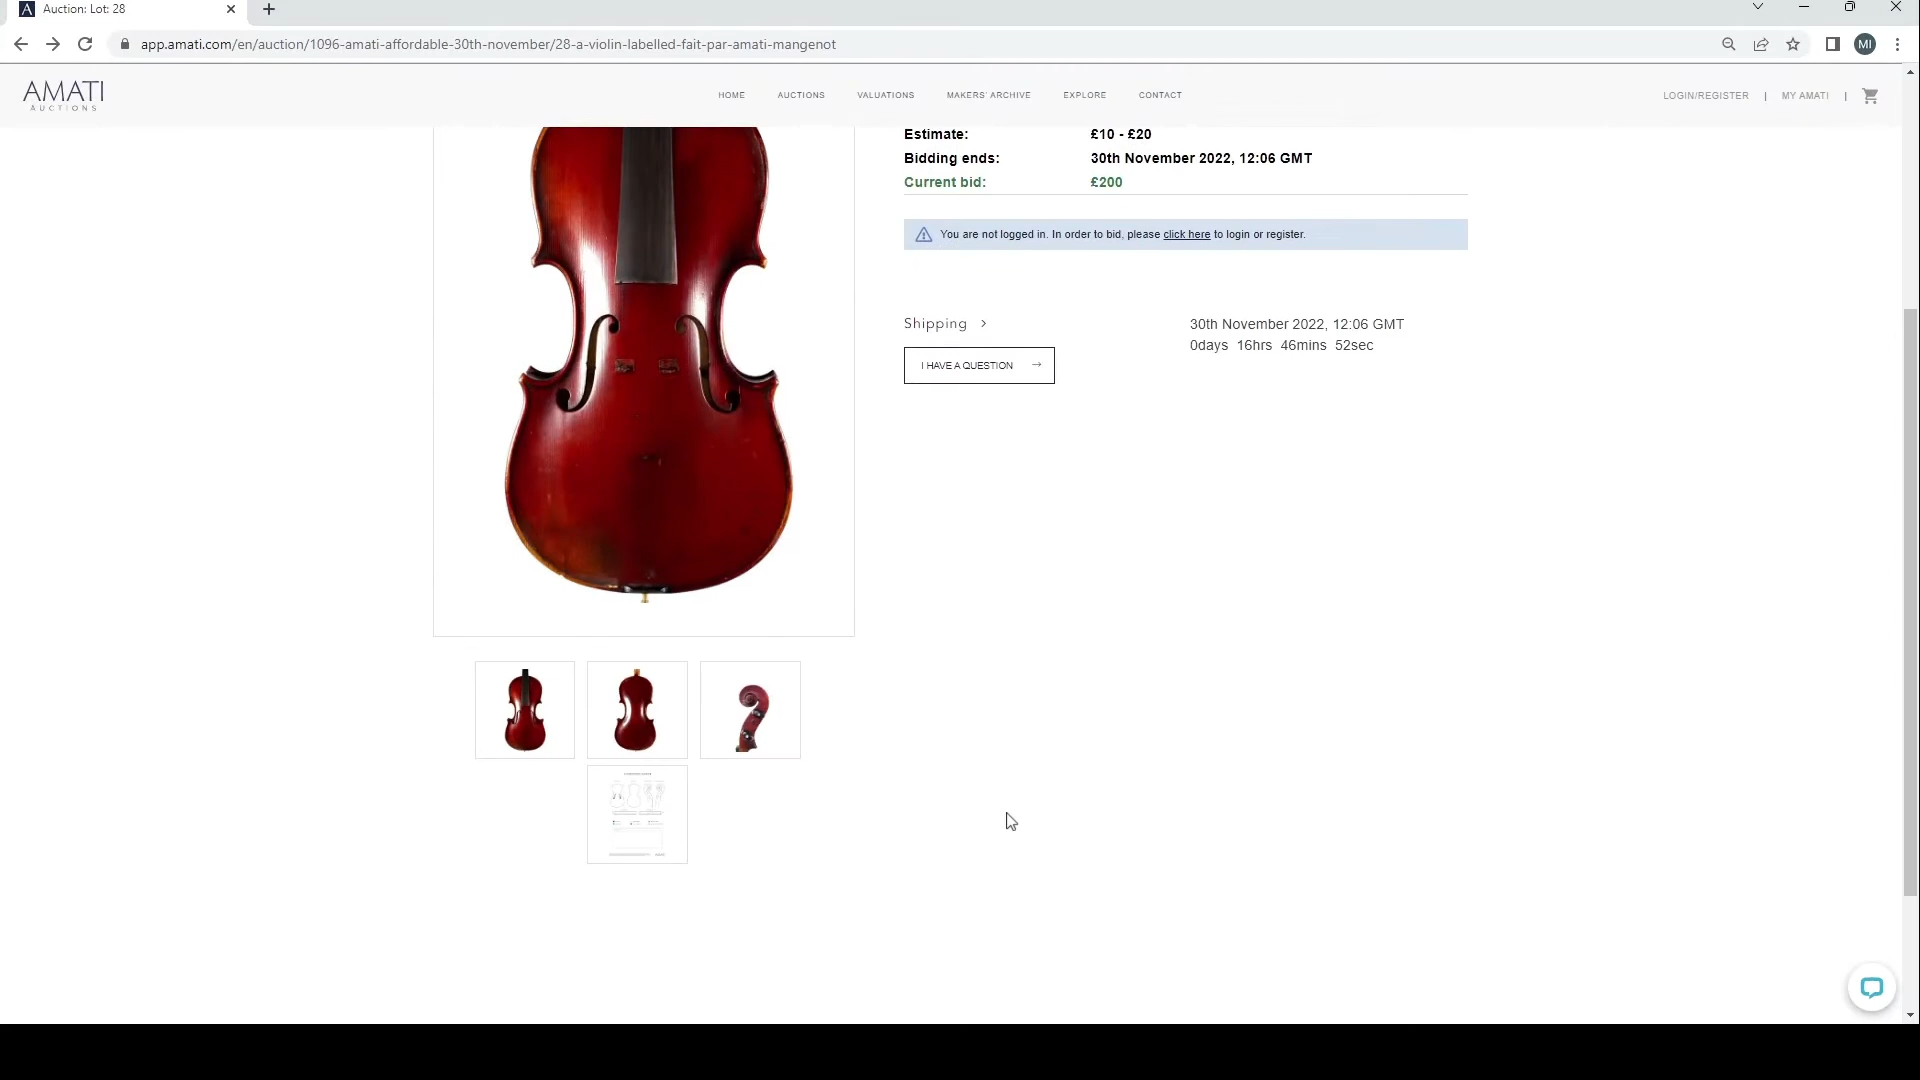 Auction: Lot: 28
app.amati.com/en/auction/1096-amati-affordable-30th-november/28-a-violin-labelled-fait-par-amati-mangenot
MI
AMATI
AUCTIONS
HOME AUCTIONS VALUATIONS MAKERS' ARCHIVE EXPLORE CONTACT
LOGIN/REGISTER | MY AMATI |
Estimate: £10 - £20
Bidding ends: 30th November 2022, 12:06 GMT
Current bid: £200
You are not logged in. In order to bid, please click here to login or register.
Shipping >
30th November 2022, 12:06 GMT
0days 16hrs 46mins 52sec
I HAVE A QUESTION →